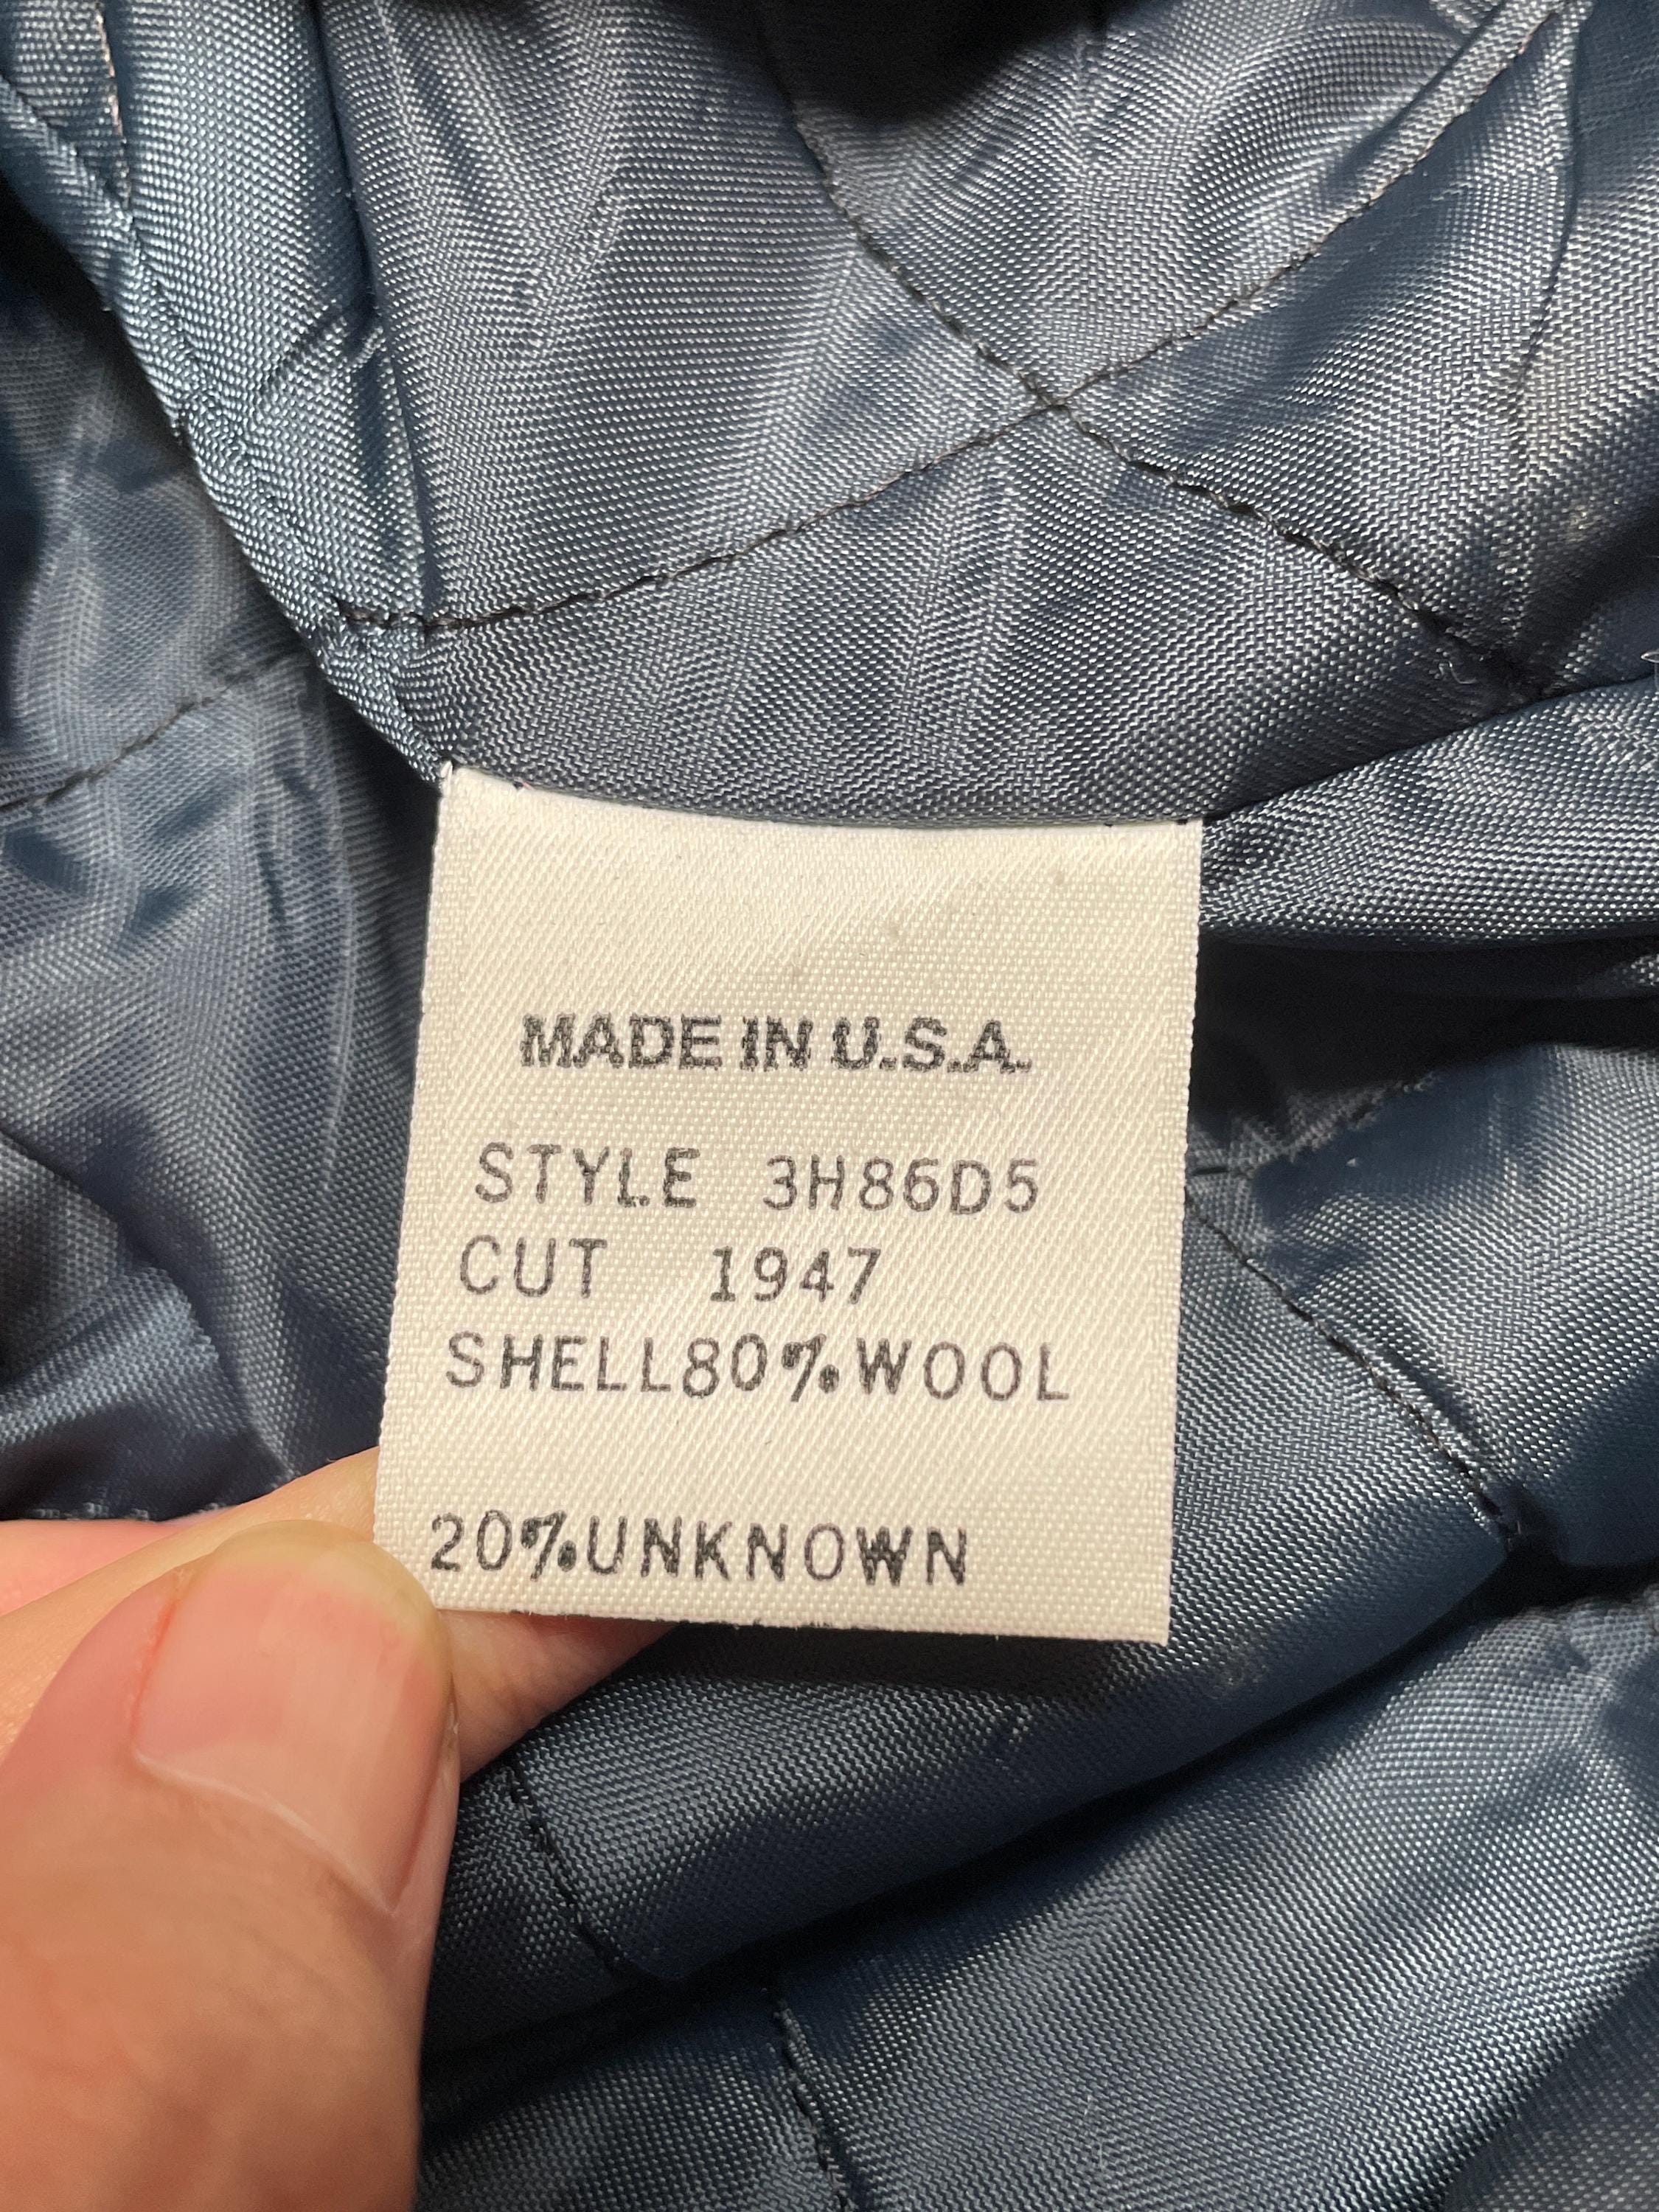 MADE IN U.S.A.
STYLE 3H86D5
CUT 1947
SHELL80%WOOL
20%UNKNOWN